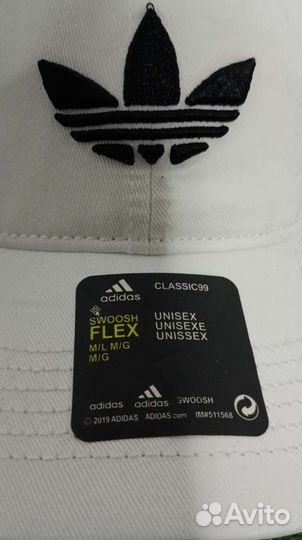 adidas
CLASSIC99
SWOOSH
FLEX
M/L M/G
M/G
UNISEX
UNISEXE
UNISSEX
adidas adidas SWOOSH
© 2019 ADIDAS ADIDAS.com IM#511568
Avito